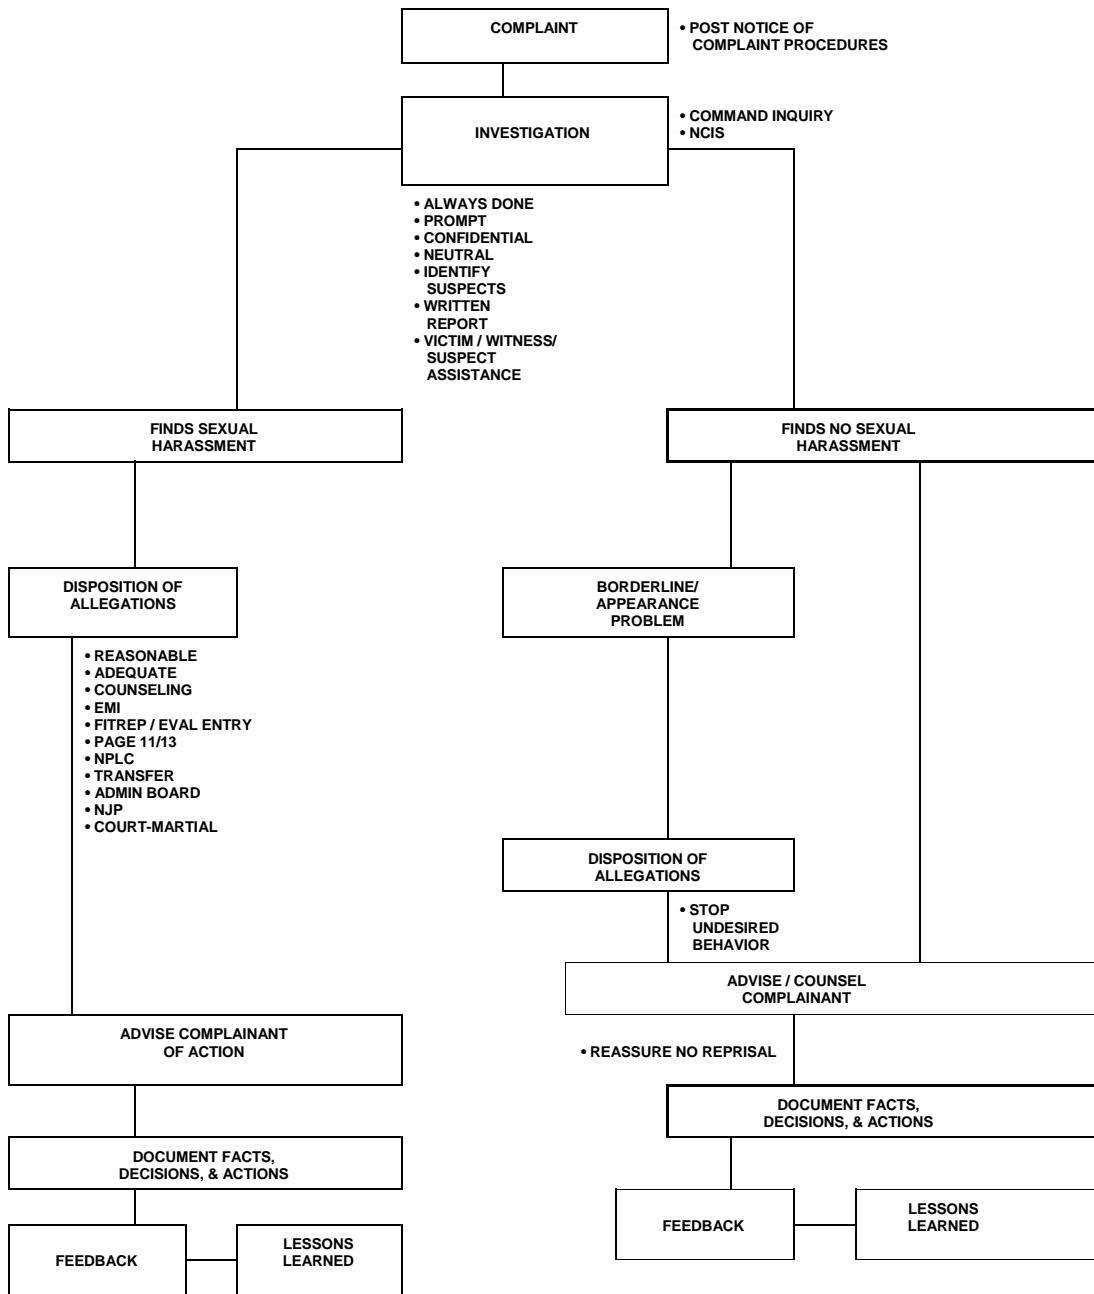 COMPLAINT
• POST NOTICE OF
COMPLAINT PROCEDURES
INVESTIGATION
• COMMAND INQUIRY
• NCIS
• ALWAYS DONE
• PROMPT
• CONFIDENTIAL
• NEUTRAL
• IDENTIFY
SUSPECTS
• WRITTEN
REPORT
• VICTIM / WITNESS/
SUSPECT
ASSISTANCE
FINDS SEXUAL
HARASSMENT
FINDS NO SEXUAL
HARASSMENT
DISPOSITION OF
ALLEGATIONS
• REASONABLE
• ADEQUATE
• COUNSELING
• EMI
• FITREP / EVAL ENTRY
• PAGE 11/13
• NPLC
• TRANSFER
• ADMIN BOARD
• NJP
• COURT-MARTIAL
BORDERLINE/
APPEARANCE
PROBLEM
DISPOSITION OF
ALLEGATIONS
• STOP
UNDESIRED
BEHAVIOR
ADVISE / COUNSEL
COMPLAINANT
ADVISE COMPLAINANT
OF ACTION
• REASSURE NO REPRISAL
DOCUMENT FACTS,
DECISIONS, & ACTIONS
DOCUMENT FACTS,
DECISIONS, & ACTIONS
FEEDBACK
LESSONS
LEARNED
FEEDBACK
LESSONS
LEARNED